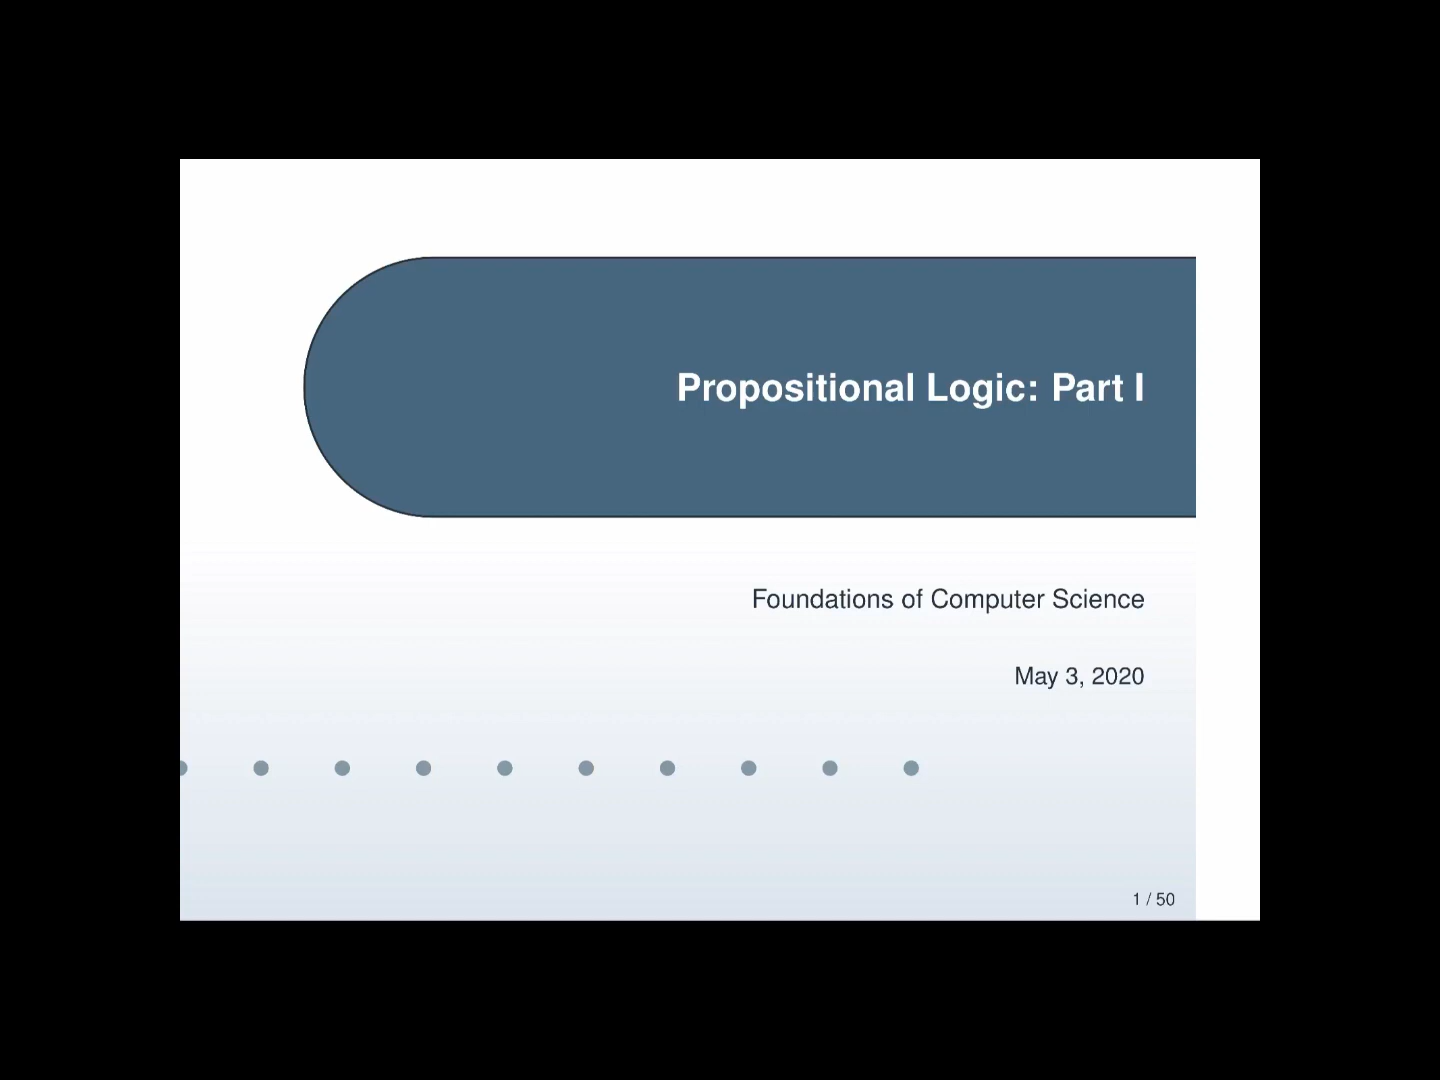 Propositional Logic: Part I
Foundations of Computer Science
May 3, 2020
1 / 50